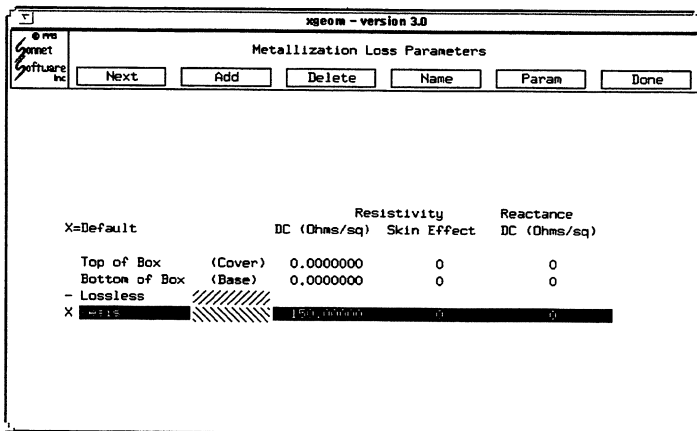 xgeom – version 3.0
Sonnet Software Inc
Metallization Loss Parameters
Next Add Delete Name Param Done
Resistivity Reactance
X=Default DC (Ohms/sq) Skin Effect DC (Ohms/sq)
Top of Box (Cover) 0.0000000 0 0
Bottom of Box (Base) 0.0000000 0 0
- Lossless
X 150.00000 0 0